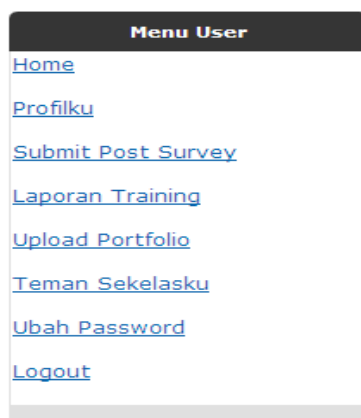 Menu User
Home
Profilku
Submit Post Survey
Laporan Training
Upload Portfolio
Teman Sekelasku
Ubah Password
Logout